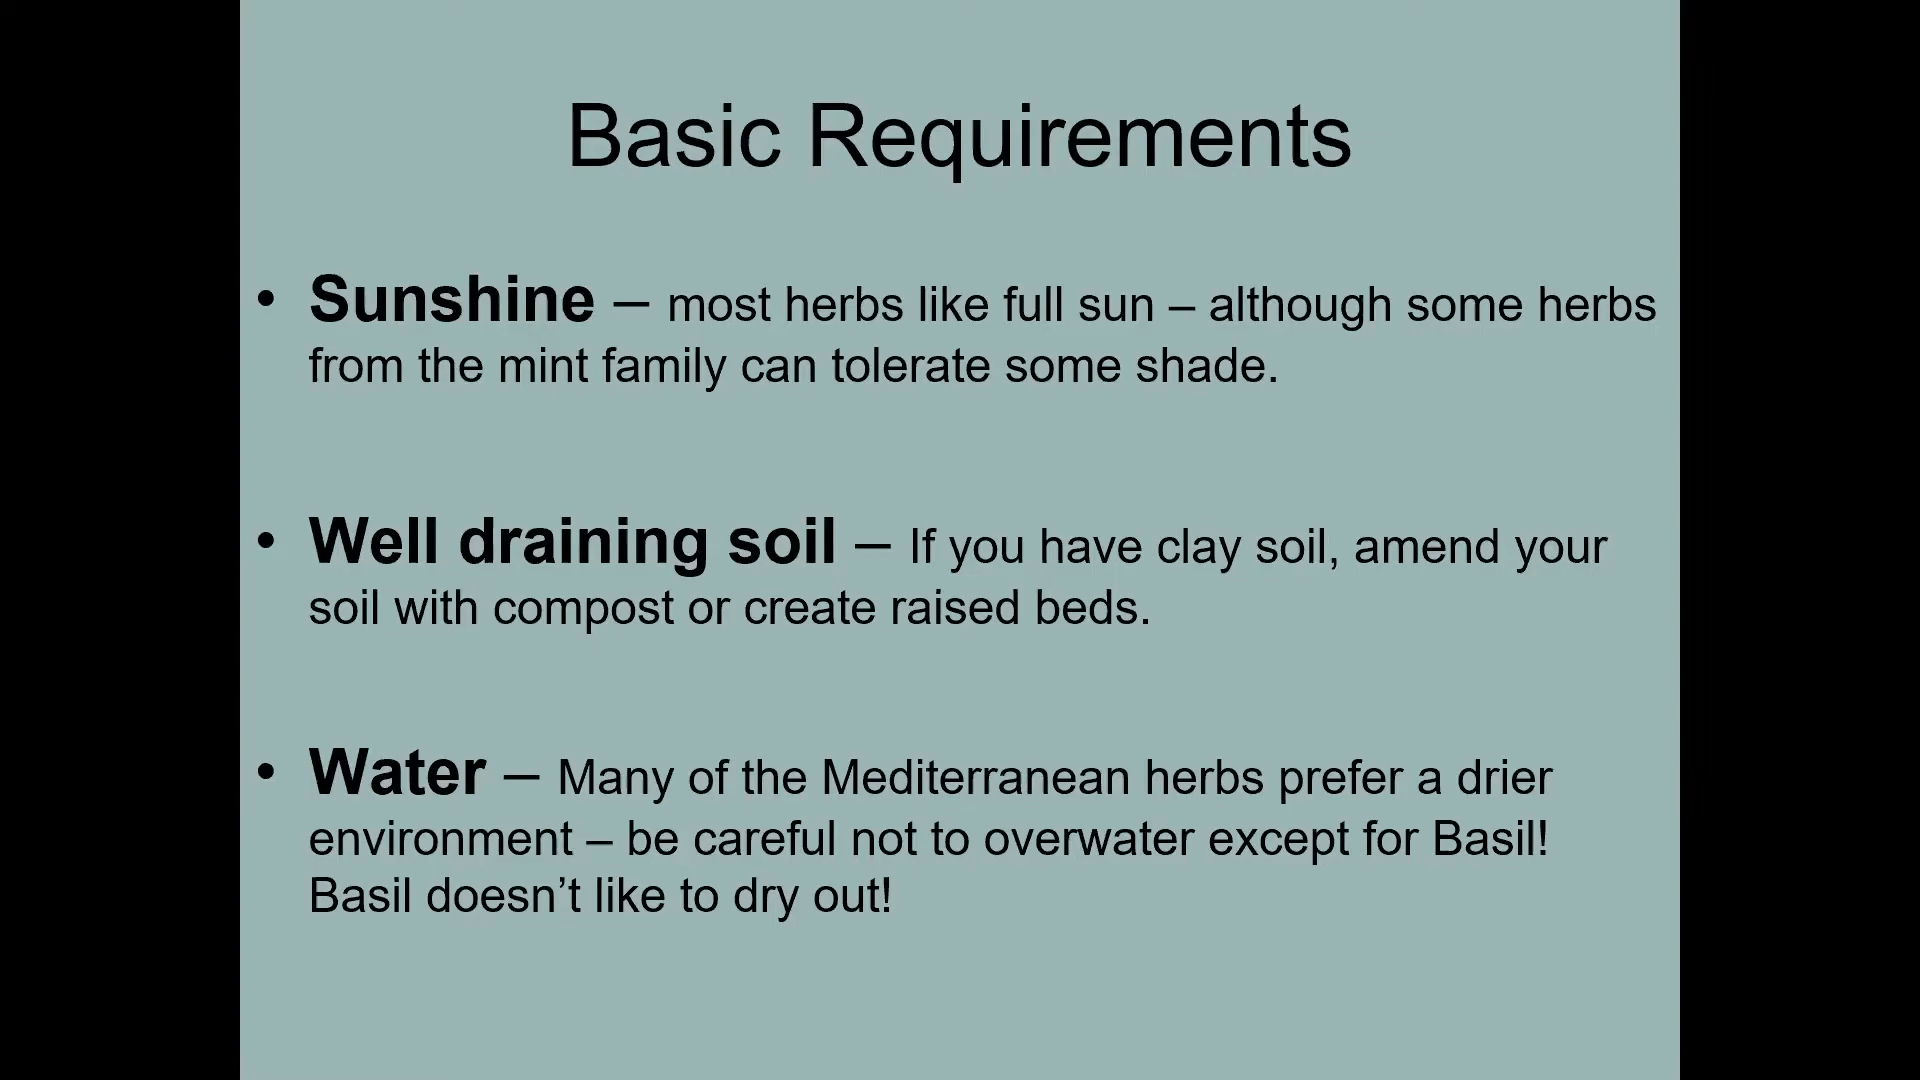 Basic Requirements
• Sunshine – most herbs like full sun – although some herbs
from the mint family can tolerate some shade.
• Well draining soil – If you have clay soil, amend your
soil with compost or create raised beds.
• Water – Many of the Mediterranean herbs prefer a drier
environment – be careful not to overwater except for Basil!
Basil doesn’t like to dry out!